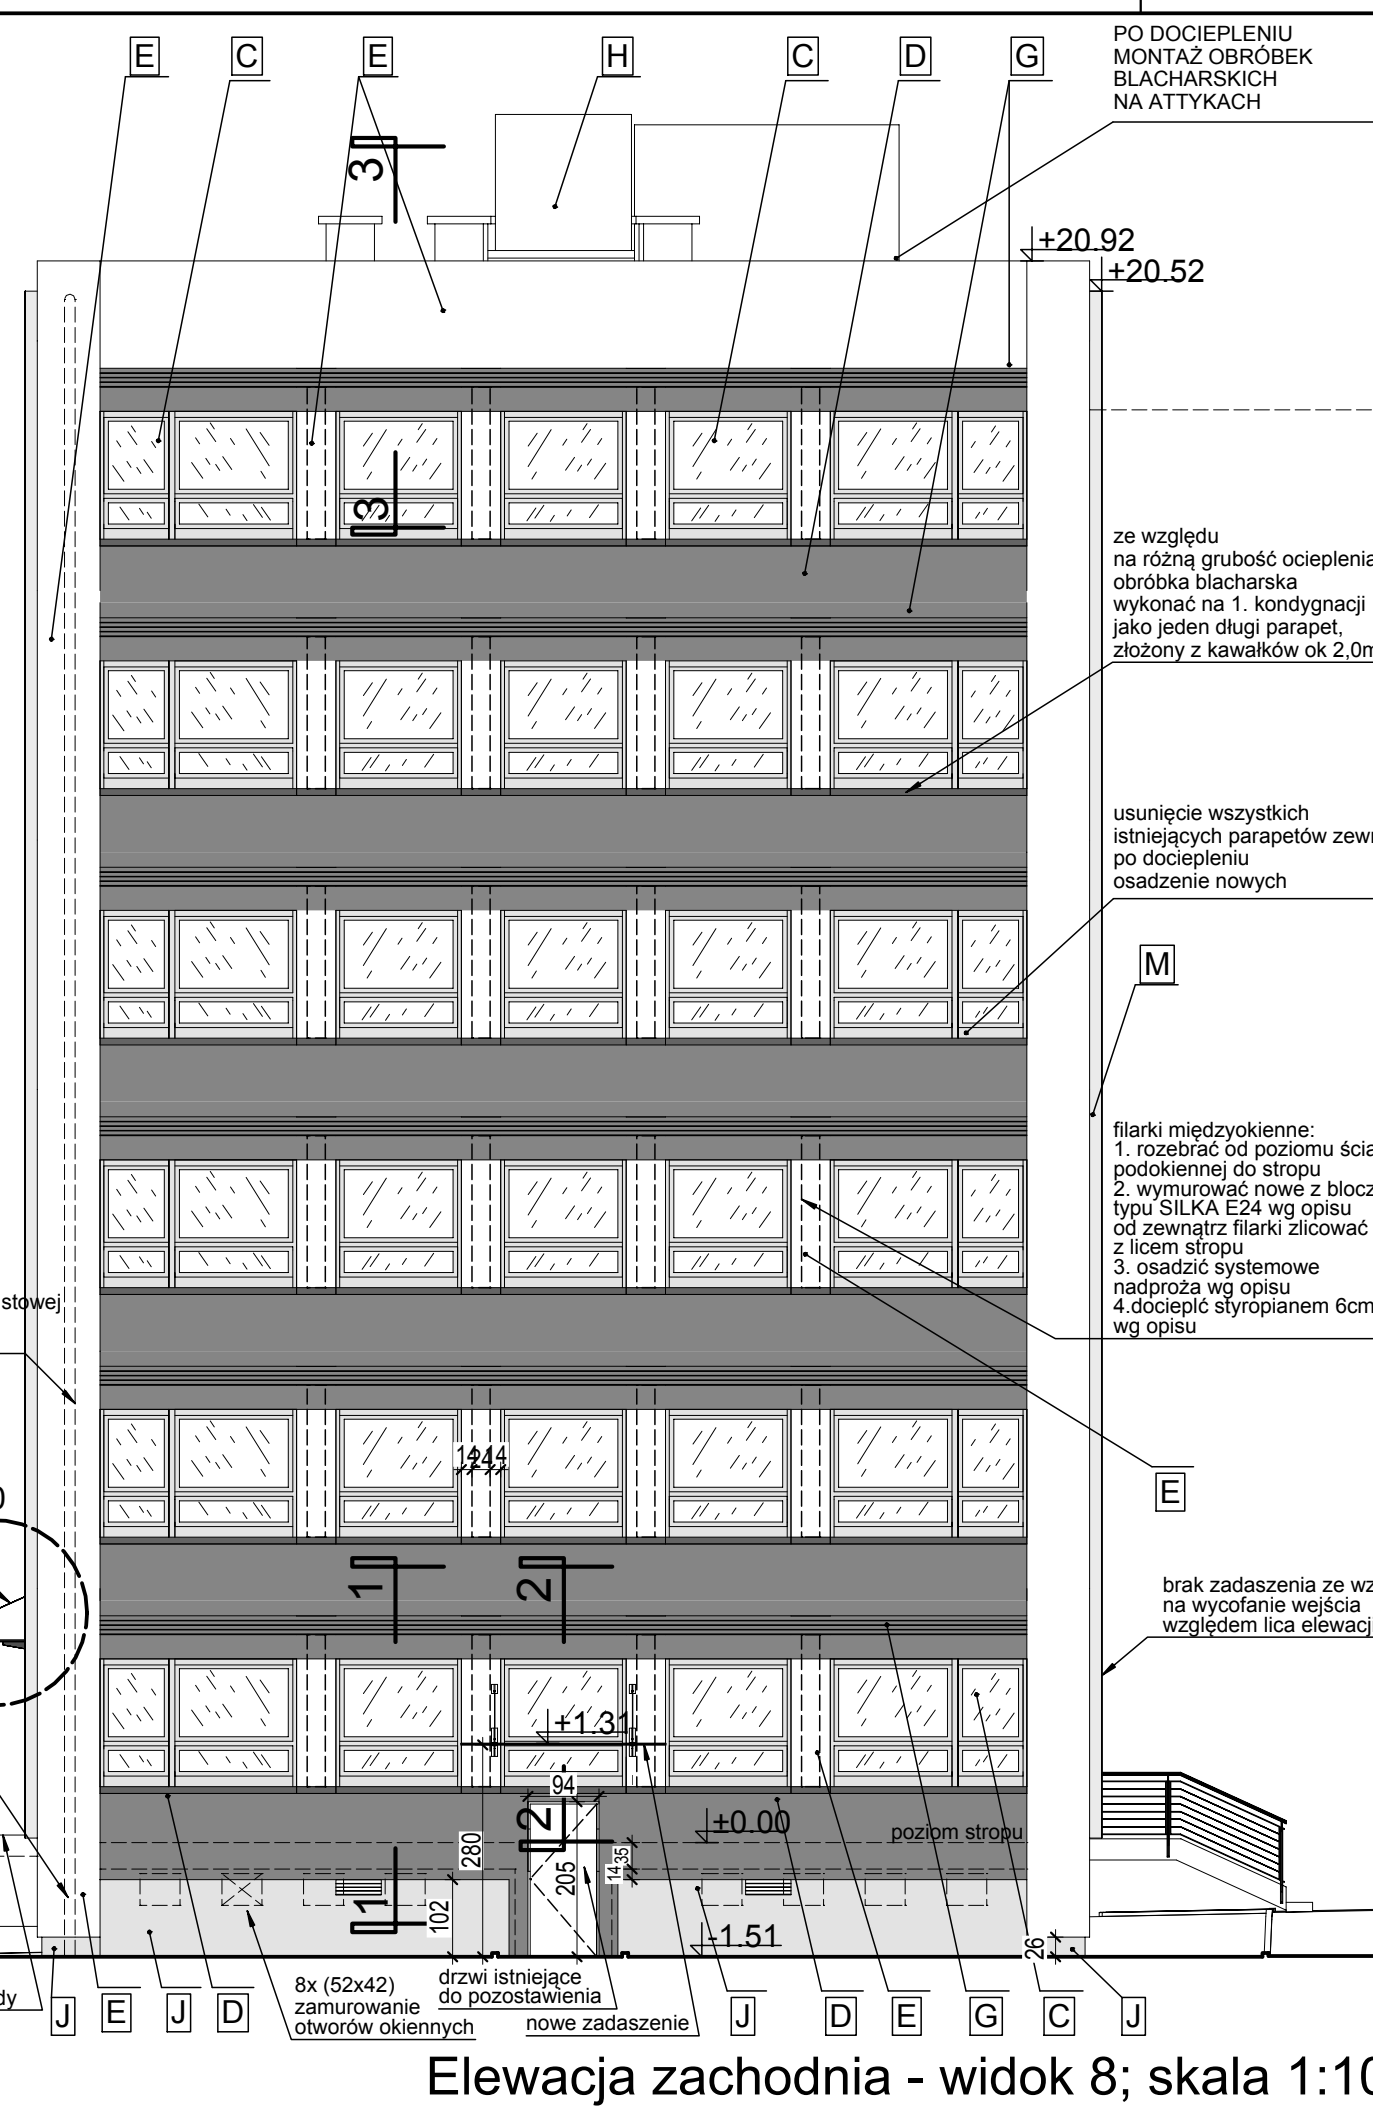 PO DOCIEPLENIU
MONTAŻ OBRÓBEK
BLACHARSKICH
NA ATTYKACH
E
C
E
H
C
D
G
3
+20.92
+20.52
3
ze względu
na różną grubość ocieplenia
obróbka blacharska
wykonać na 1. kondygnacji
jako jeden długi parapet,
złożony z kawałków ok 2,0m
usunięcie wszystkich
istniejących parapetów zewn
po dociepleniu
osadzenie nowych
M
filarki międzyokienne:
1. rozebrać od poziomu ścia
podokiennej do stropu
2. wymurować nowe z blocz
typu SILKA E24 wg opisu
od zewnątrz filarki zlicować
z licem stropu
3. osadzić systemowe
nadproża wg opisu
4.docieplć styropianem 6cm
wg opisu
stowej
14 24 14
E
1
2
brak zadaszenia ze wz
na wycofanie wejścia
względem lica elewacji
+1.31
94
2
±0.00
poziom stropu
280
205
14 35
1
102
-1.51
26
dy
J
E
J
D
8x (52x42)
zamurowanie
otworów okiennych
drzwi istniejące
do pozostawienia
nowe zadaszenie
J
D
E
G
C
J
Elewacja zachodnia - widok 8; skala 1:10